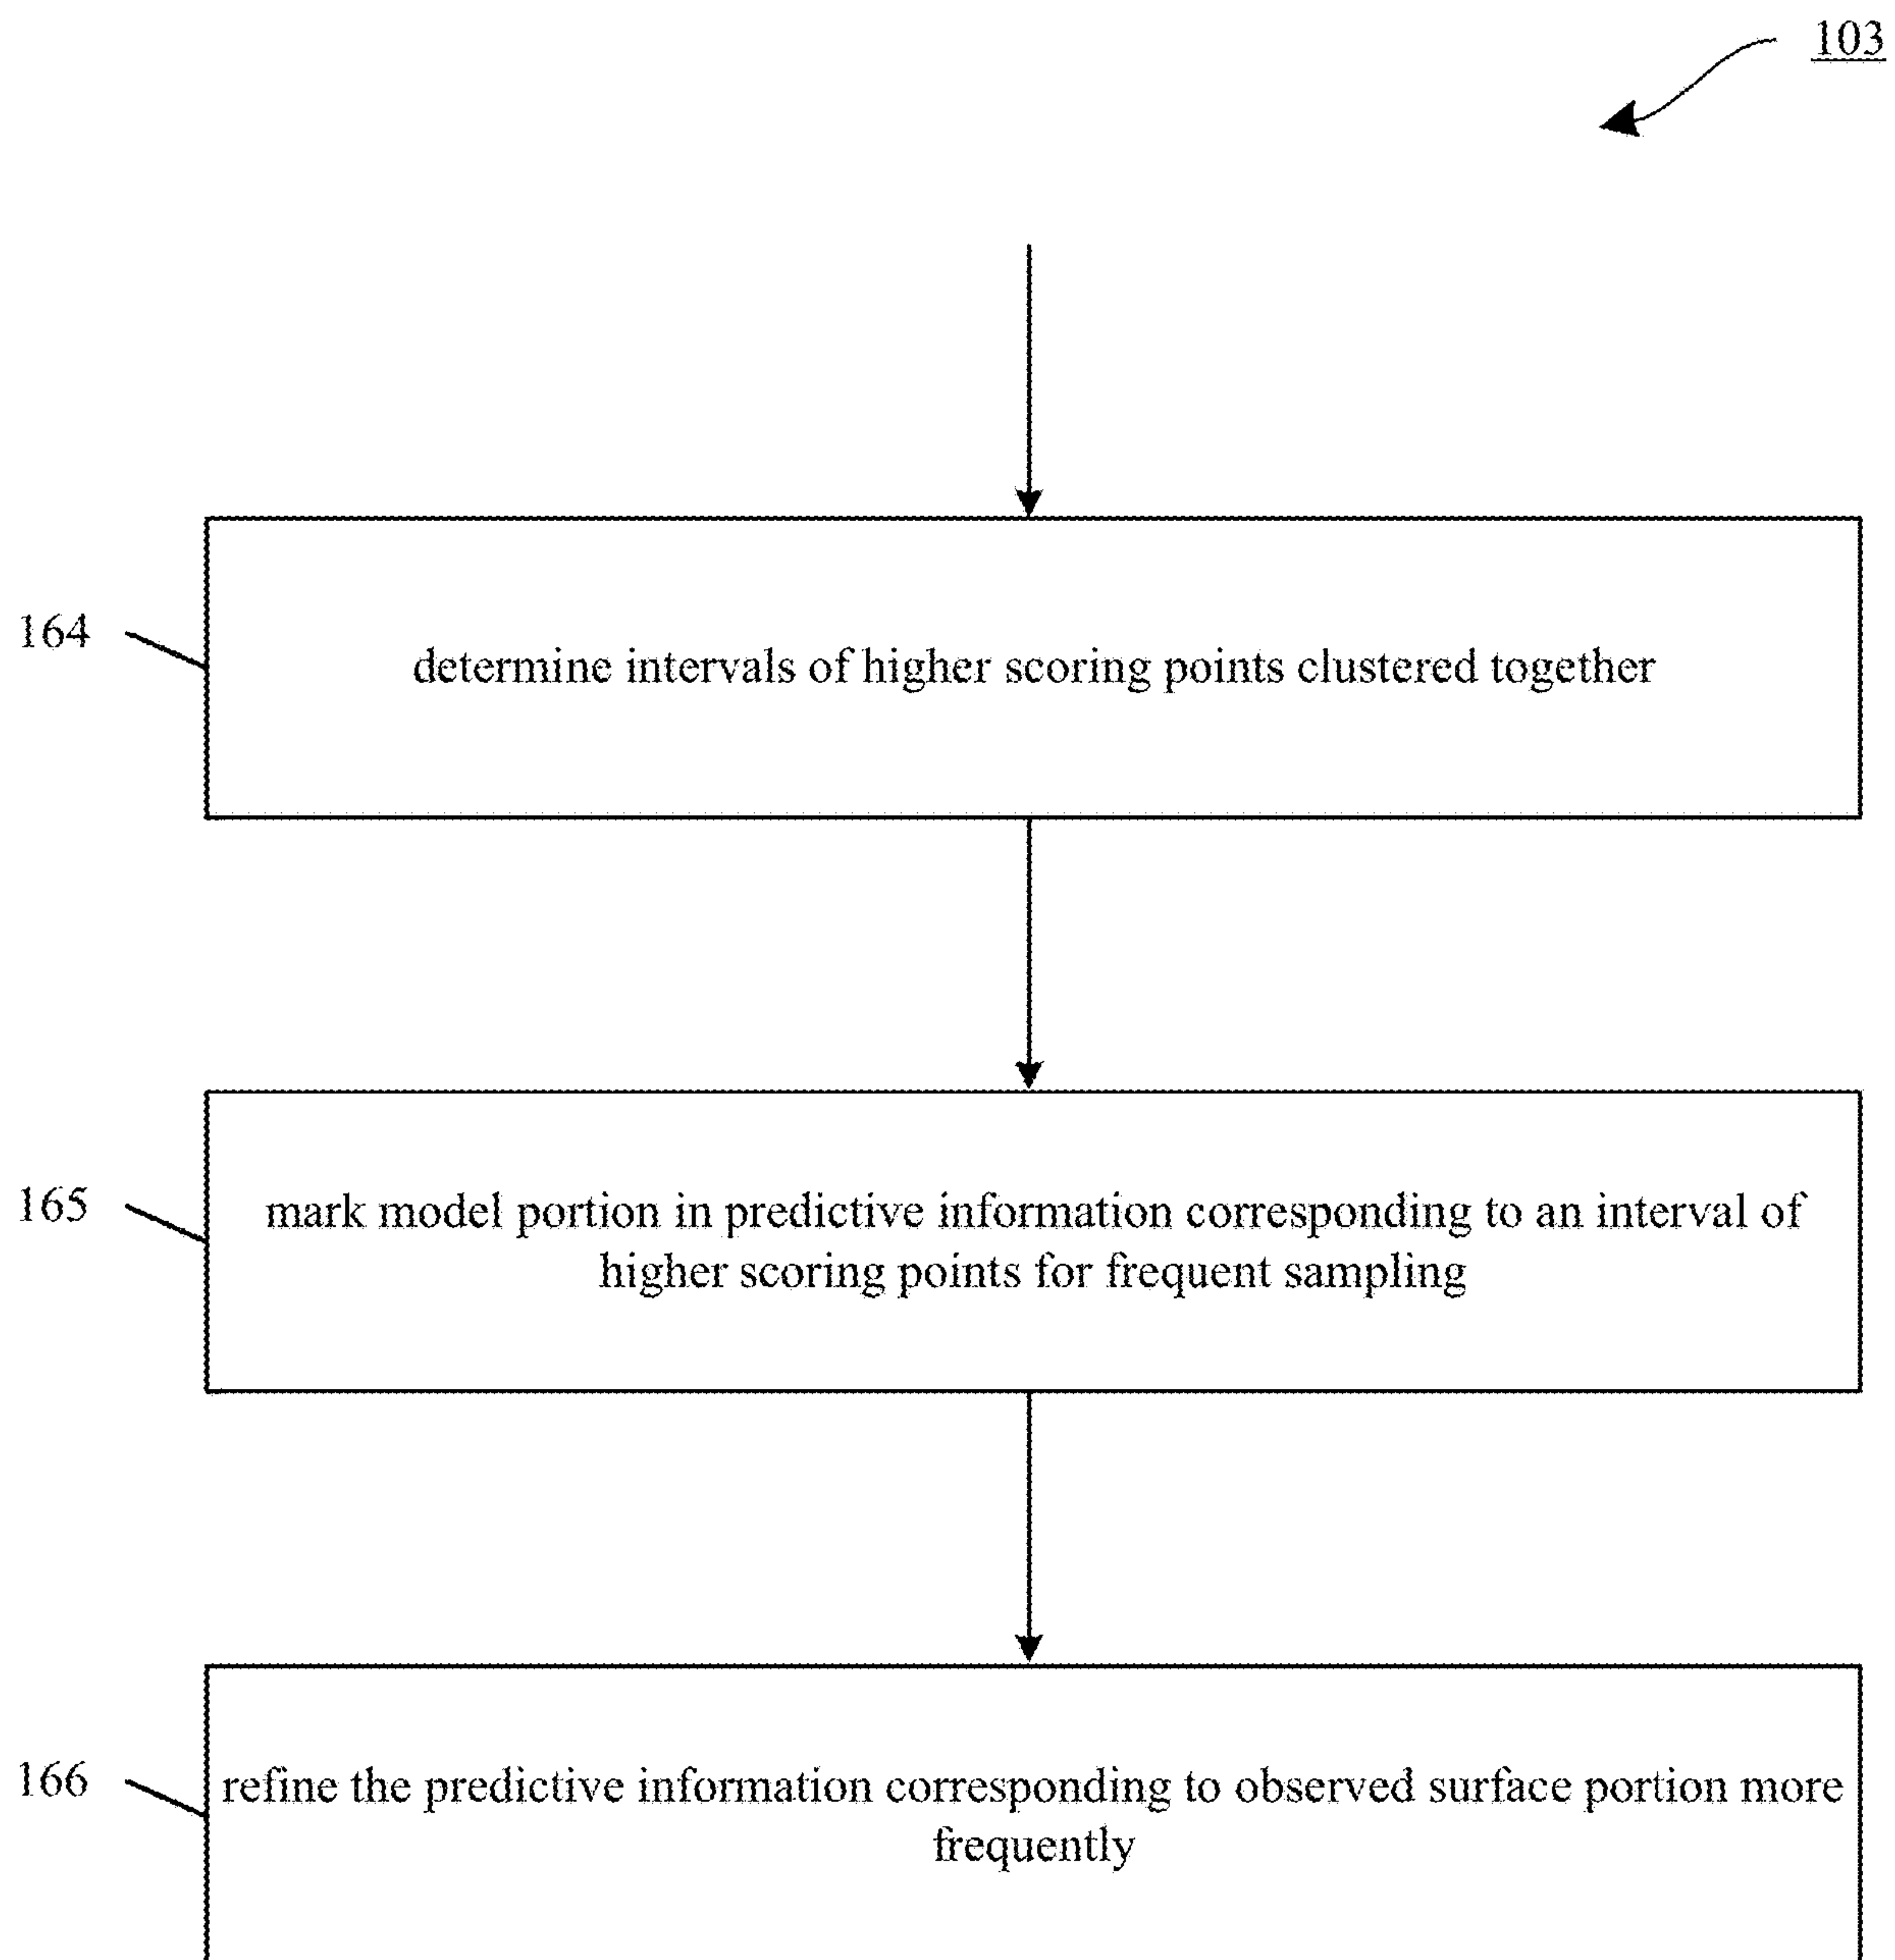 103
164
determine intervals of higher scoring points clustered together
165
mark model portion in predictive information corresponding to an interval of
higher scoring points for frequent sampling
166
refine the predictive information corresponding to observed surface portion more
frequently